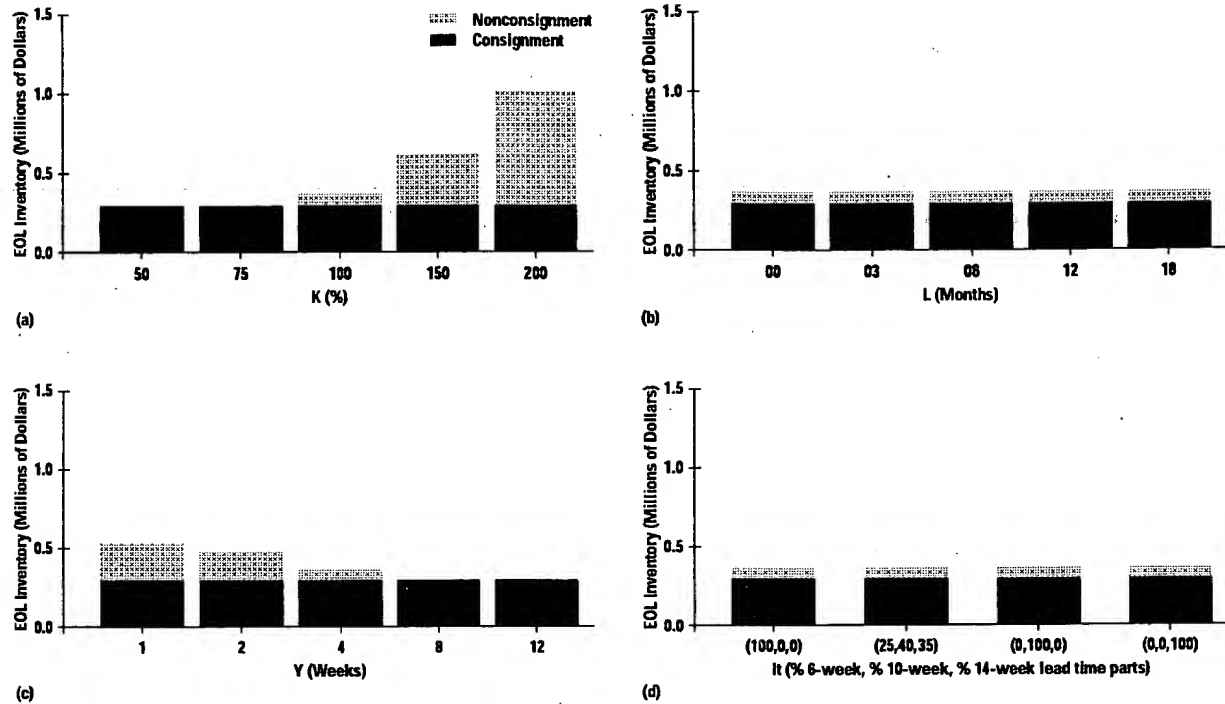 EOL Inventory (Millions of Dollars)
1.5
1.0
0.5
0.0
Nonconsignment
Consignment
50 75 100 150 200
K (%)
(a)
EOL Inventory (Millions of Dollars)
1.5
1.0
0.5
0.0
00 03 08 12 18
L (Months)
(b)
EOL Inventory (Millions of Dollars)
1.5
1.0
0.5
0.0
1 2 4 8 12
Y (Weeks)
(c)
EOL Inventory (Millions of Dollars)
1.5
1.0
0.5
0.0
(100,0,0) (25,40,35) (0,100,0) (0,0,100)
lt (% 6-week, % 10-week, % 14-week lead time parts)
(d)